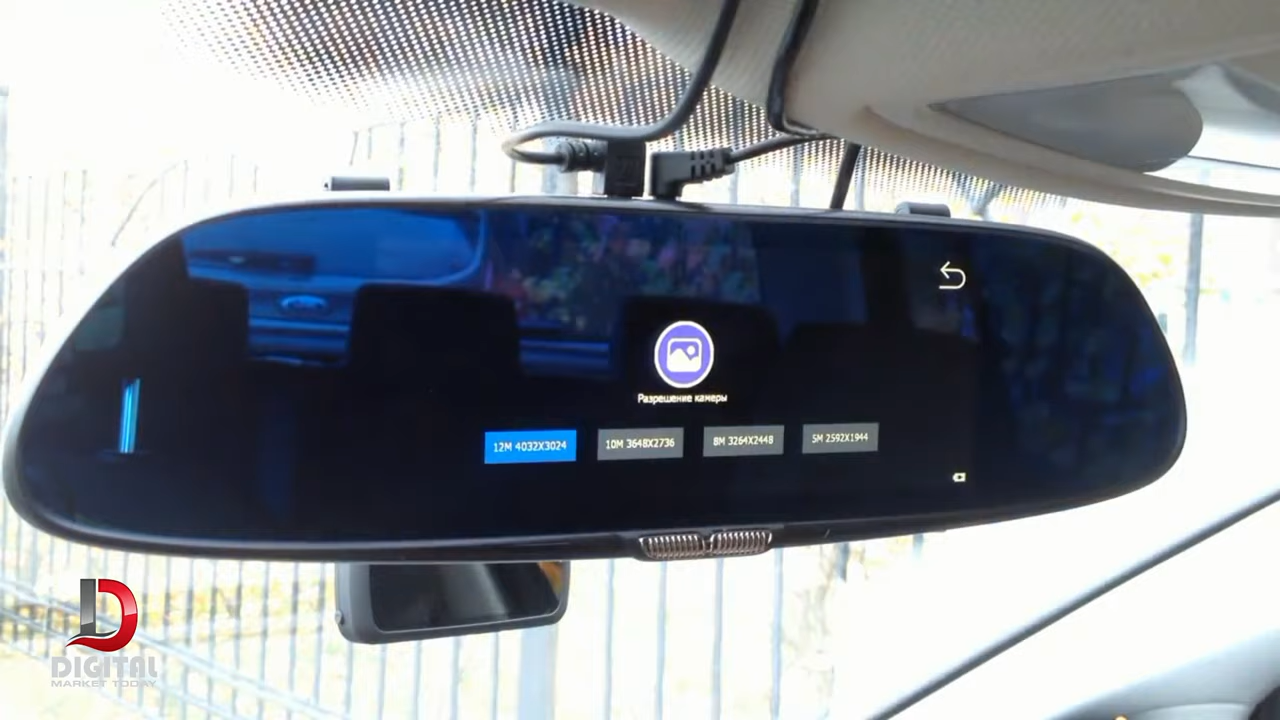 Разрешение камеры
12M 4032X3024
10M 3648X2736
8M 3264X2448
5M 2592X1944
DIGITAL
MARKET TODAY